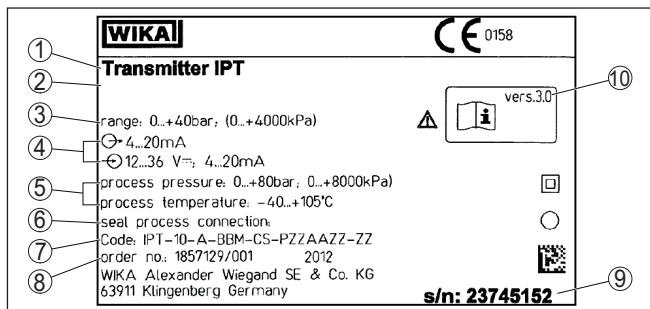 WIKA CE 0158
1 Transmitter IPT
2
vers.3.0 10
3 range: 0...+40bar; (0...+4000kPa)
4 4...20mA
12...36 V⎓; 4...20mA
5 process pressure: 0...+80bar; 0...+8000kPa)
process temperature: -40...+105°C
6 seal process connection:
7 Code: IPT-10-A-BBM-CS-PZZAAZZ-ZZ
8 order no.: 1857129/001 2012
WIKA Alexander Wiegand SE & Co. KG
63911 Klingenberg Germany
s/n: 23745152 9